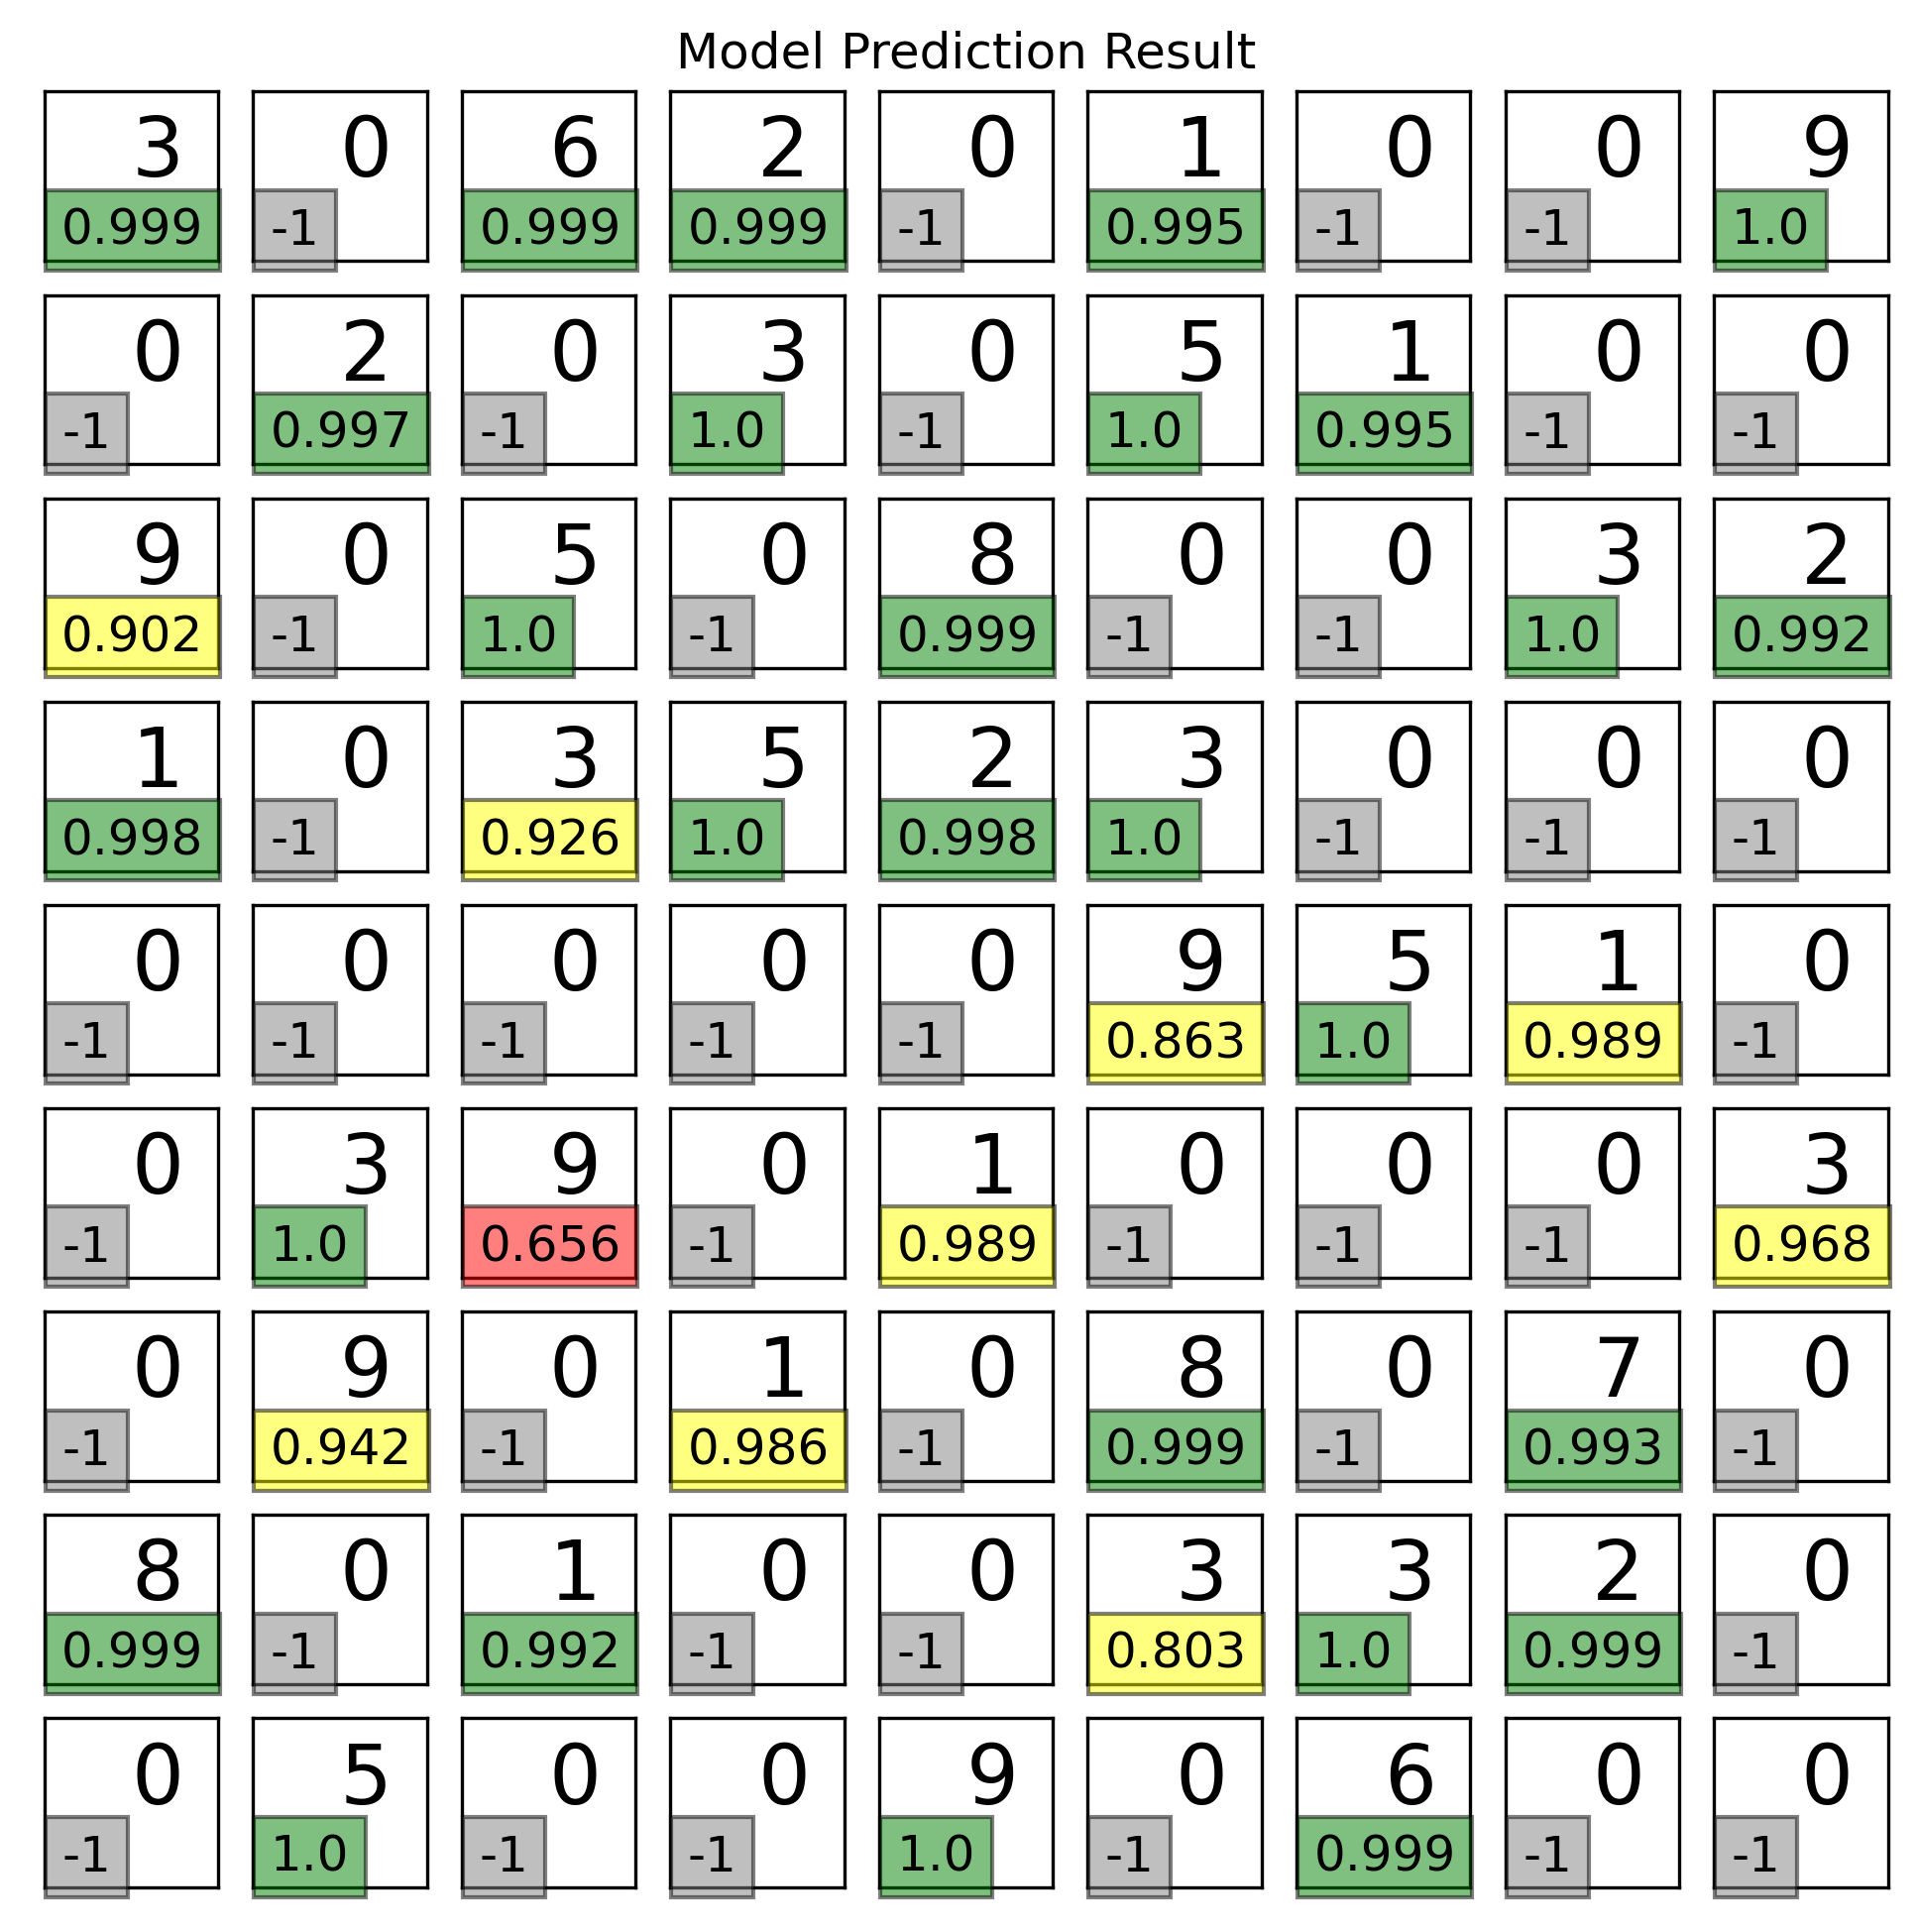 Model Prediction Result
3 0 6 2 0 1 0 0 9
0.999 -1 0.999 0.999 -1 0.995 -1 -1 1.0
0 2 0 3 0 5 1 0 0
-1 0.997 -1 1.0 -1 1.0 0.995 -1 -1
9 0 5 0 8 0 0 3 2
0.902 -1 1.0 -1 0.999 -1 -1 1.0 0.992
1 0 3 5 2 3 0 0 0
0.998 -1 0.926 1.0 0.998 1.0 -1 -1 -1
0 0 0 0 0 9 5 1 0
-1 -1 -1 -1 -1 0.863 1.0 0.989 -1
0 3 9 0 1 0 0 0 3
-1 1.0 0.656 -1 0.989 -1 -1 -1 0.968
0 9 0 1 0 8 0 7 0
-1 0.942 -1 0.986 -1 0.999 -1 0.993 -1
8 0 1 0 0 3 3 2 0
0.999 -1 0.992 -1 -1 0.803 1.0 0.999 -1
0 5 0 0 9 0 6 0 0
-1 1.0 -1 -1 1.0 -1 0.999 -1 -1